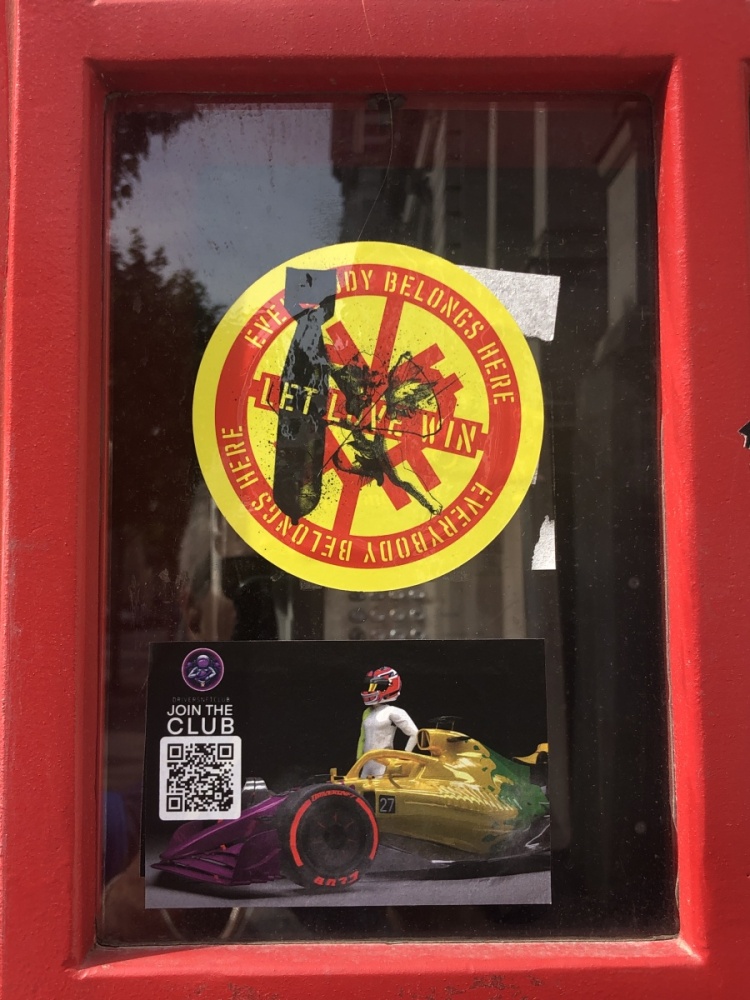 EVERYBODY BELONGS HERE
LET LOVE WIN
EVERYBODY BELONGS HERE
JOIN THE
CLUB
27